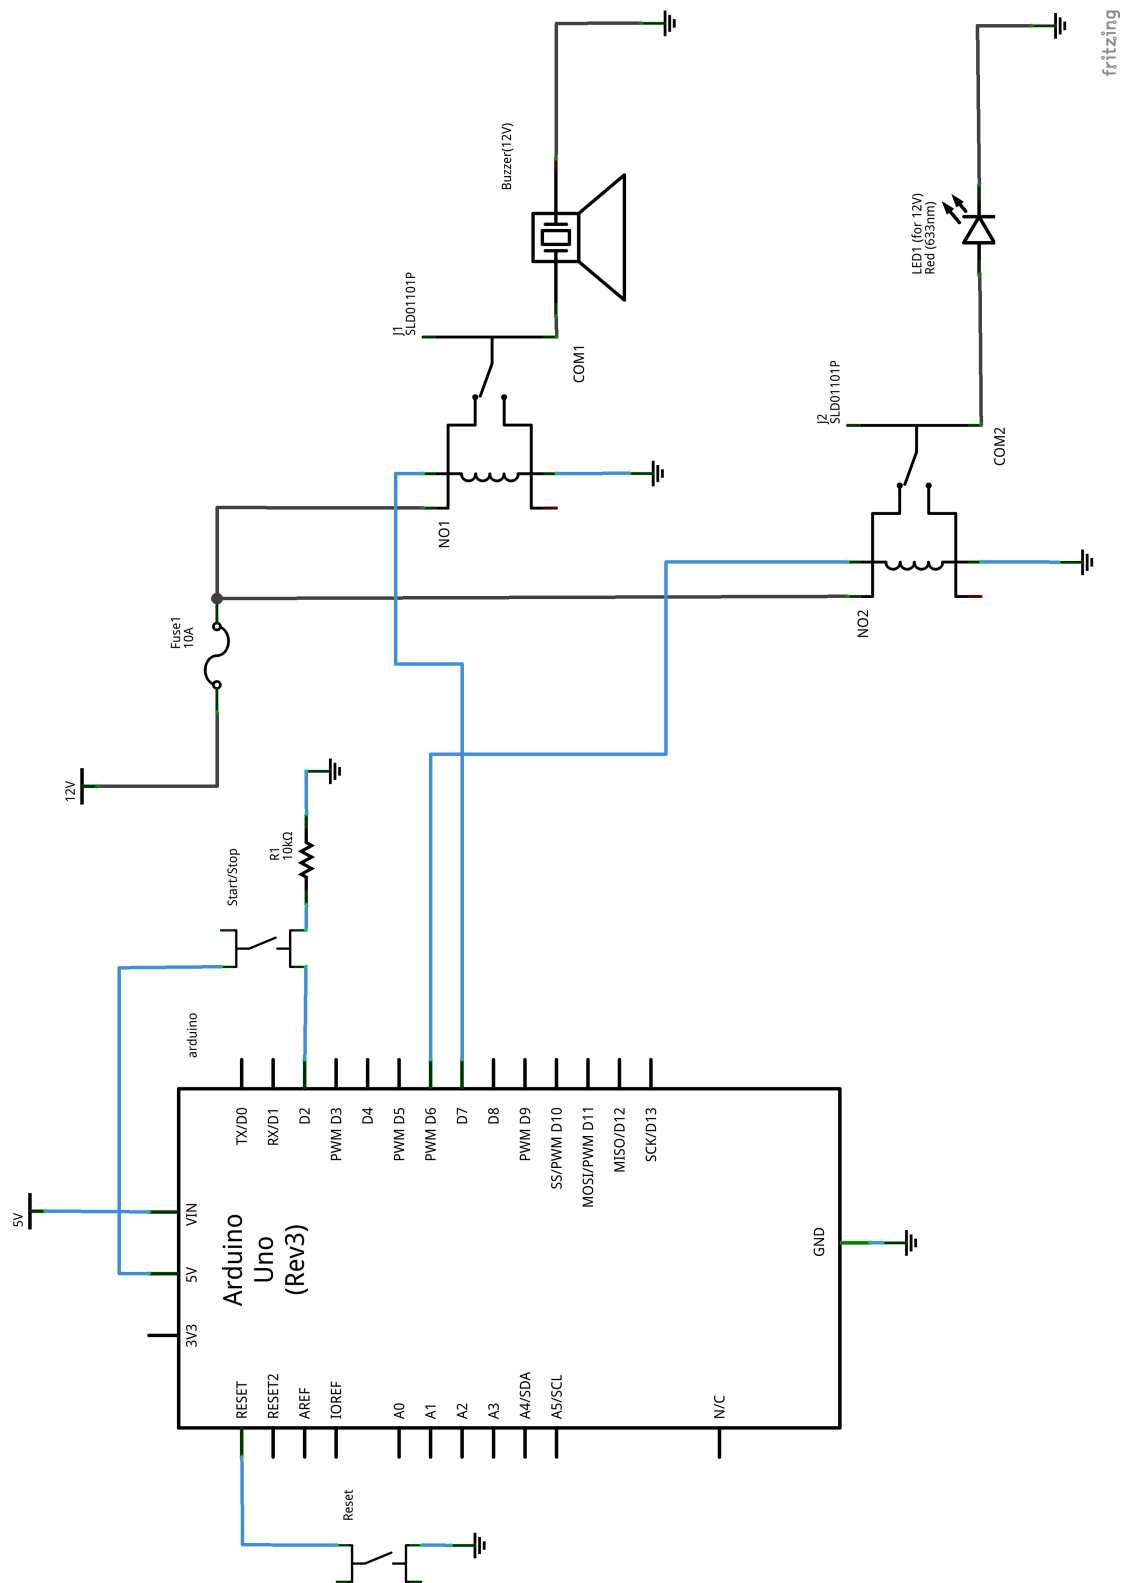 fritzing
Buzzer(12V)
LED1 (for 12V)
Red (633nm)
J1
SLD01101P
COM1
J2
SLD01101P
COM2
NO1
NO2
Fuse1
10A
12V
R1
10kΩ
Start/Stop
arduino
TX/D0
RX/D1
D2
PWM D3
D4
PWM D5
PWM D6
D7
D8
PWM D9
SS/PWM D10
MOSI/PWM D11
MISO/D12
SCK/D13
5V
VIN
5V
3V3
Arduino
Uno
(Rev3)
GND
RESET
RESET2
AREF
IOREF
A0
A1
A2
A3
A4/SDA
A5/SCL
N/C
Reset